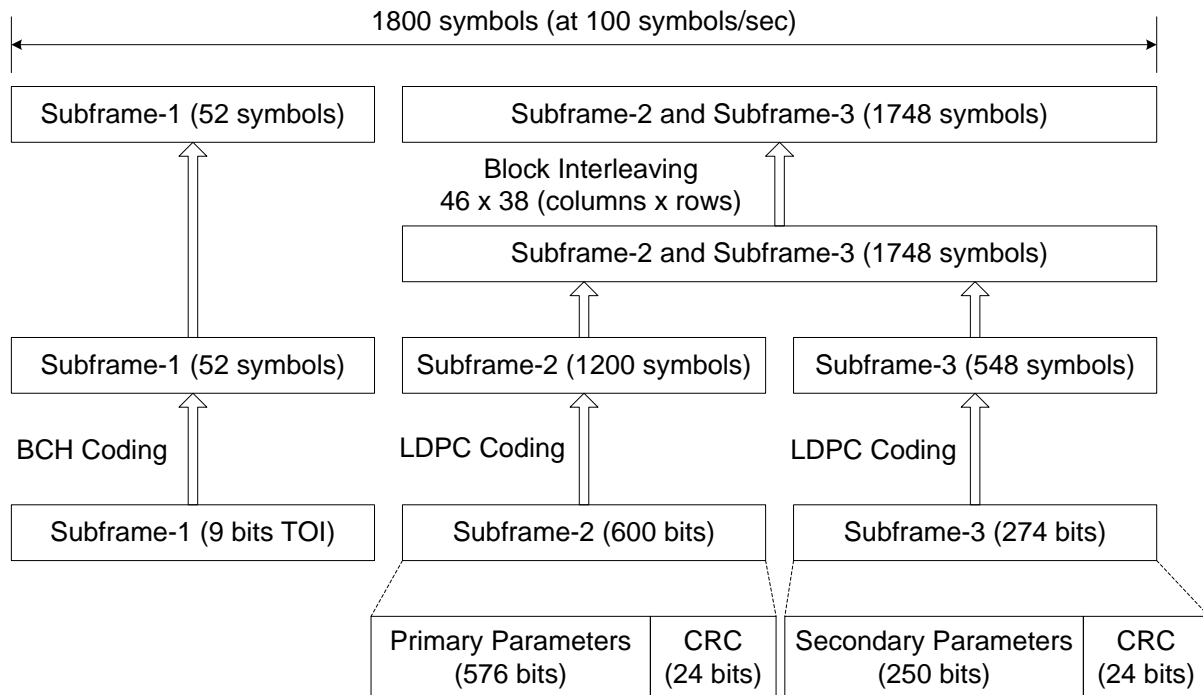 1800 symbols (at 100 symbols/sec)
Subframe-1 (52 symbols)
Subframe-2 and Subframe-3 (1748 symbols)
Block Interleaving
46 x 38 (columns x rows)
Subframe-2 and Subframe-3 (1748 symbols)
Subframe-1 (52 symbols)
Subframe-2 (1200 symbols)
Subframe-3 (548 symbols)
BCH Coding
LDPC Coding
LDPC Coding
Subframe-1 (9 bits TOI)
Subframe-2 (600 bits)
Subframe-3 (274 bits)
Primary Parameters
(576 bits)
CRC
(24 bits)
Secondary Parameters
(250 bits)
CRC
(24 bits)